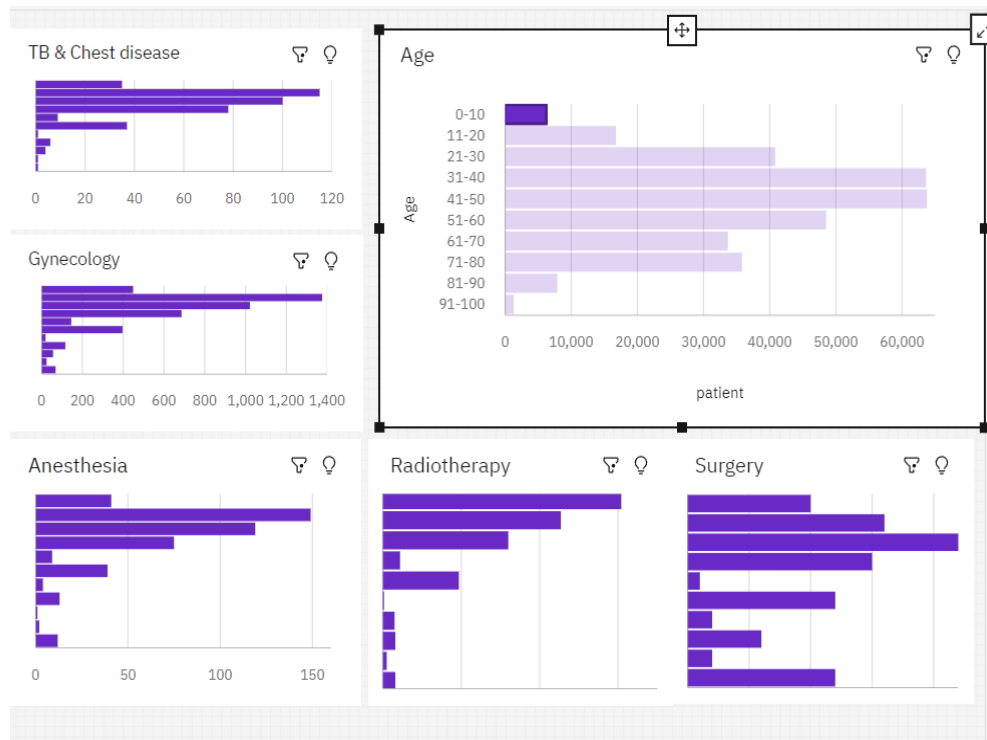 TB & Chest disease
0 20 40 60 80 100 120
Gynecology
0 200 400 600 800 1,000 1,200 1,400
Age
Age
0-10
11-20
21-30
31-40
41-50
51-60
61-70
71-80
81-90
91-100
0 10,000 20,000 30,000 40,000 50,000 60,000
patient
Anesthesia
0 50 100 150
Radiotherapy
Surgery